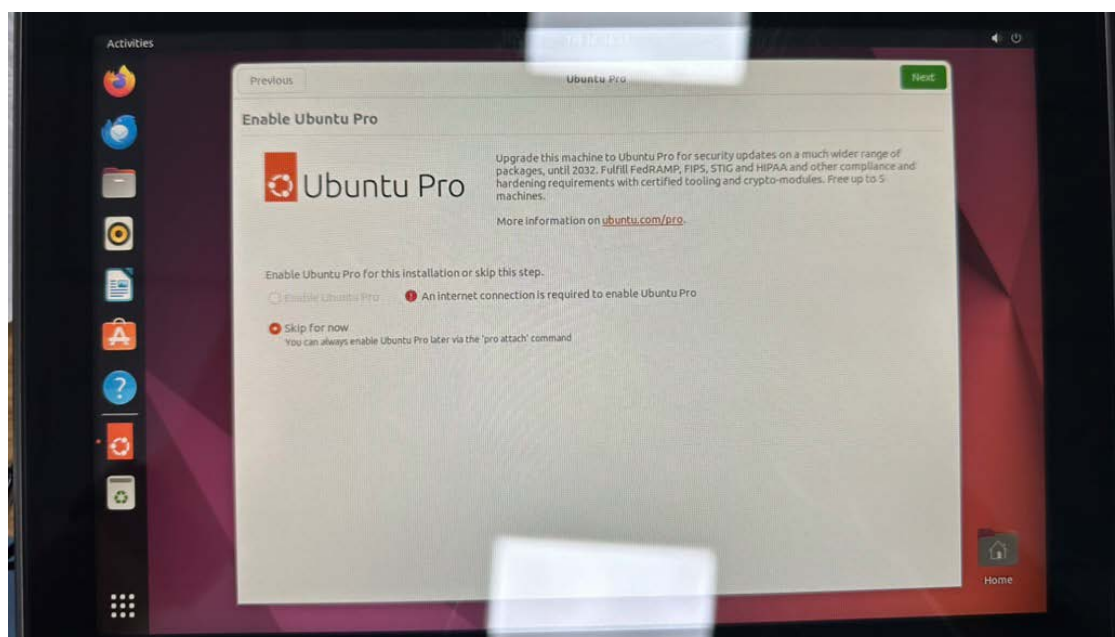 Activities
Previous
Ubuntu Pro
Next
Enable Ubuntu Pro
Ubuntu Pro
Upgrade this machine to Ubuntu Pro for security updates on a much wider range of
packages, until 2032. Fulfill FedRAMP, FIPS, STIG and HIPAA and other compliance and
hardening requirements with certified tooling and crypto-modules. Free up to 5
machines.
More information on ubuntu.com/pro.
Enable Ubuntu Pro for this installation or skip this step.
Enable Ubuntu Pro
An internet connection is required to enable Ubuntu Pro
Skip for now
You can always enable Ubuntu Pro later via the 'pro attach' command
Home